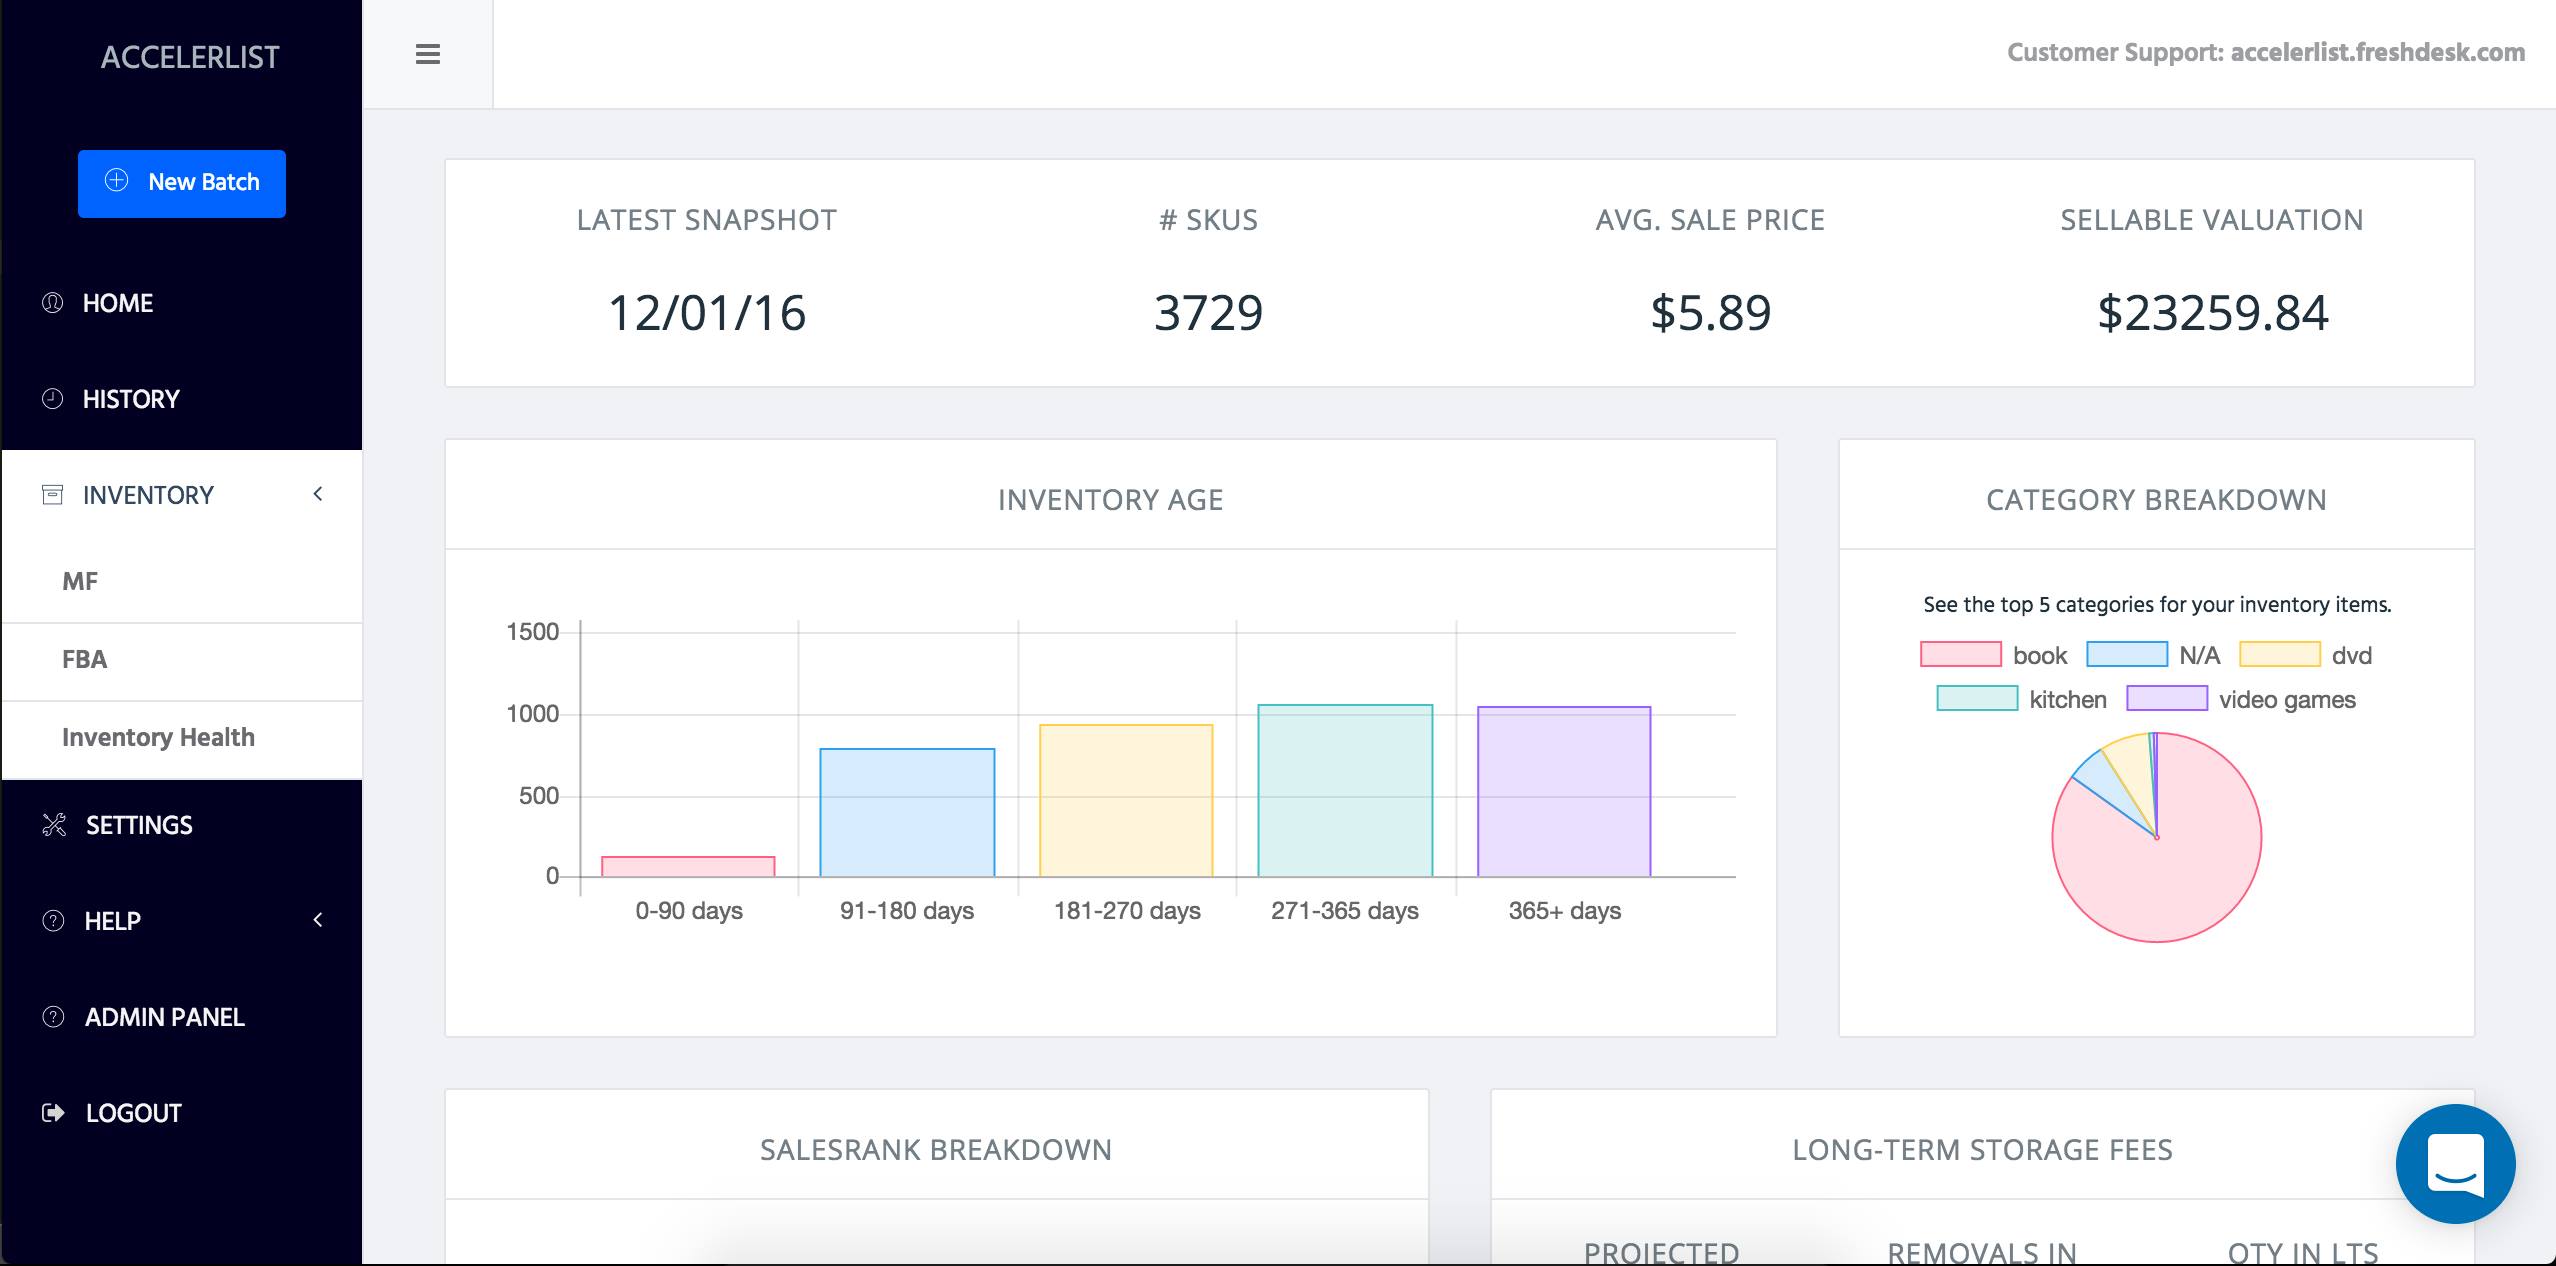 ACCELERLIST
New Batch
HOME
HISTORY
INVENTORY
MF
FBA
Inventory Health
SETTINGS
HELP
ADMIN PANEL
LOGOUT
Customer Support: accelerlist.freshdesk.com
LATEST SNAPSHOT
12/01/16
# SKUS
3729
AVG. SALE PRICE
$5.89
SELLABLE VALUATION
$23259.84
INVENTORY AGE
1500
1000
500
0
0-90 days 91-180 days 181-270 days 271-365 days 365+ days
CATEGORY BREAKDOWN
See the top 5 categories for your inventory items.
book N/A dvd
kitchen video games
SALESRANK BREAKDOWN
LONG-TERM STORAGE FEES
PROJECTED REMOVALS IN QTY IN LTS